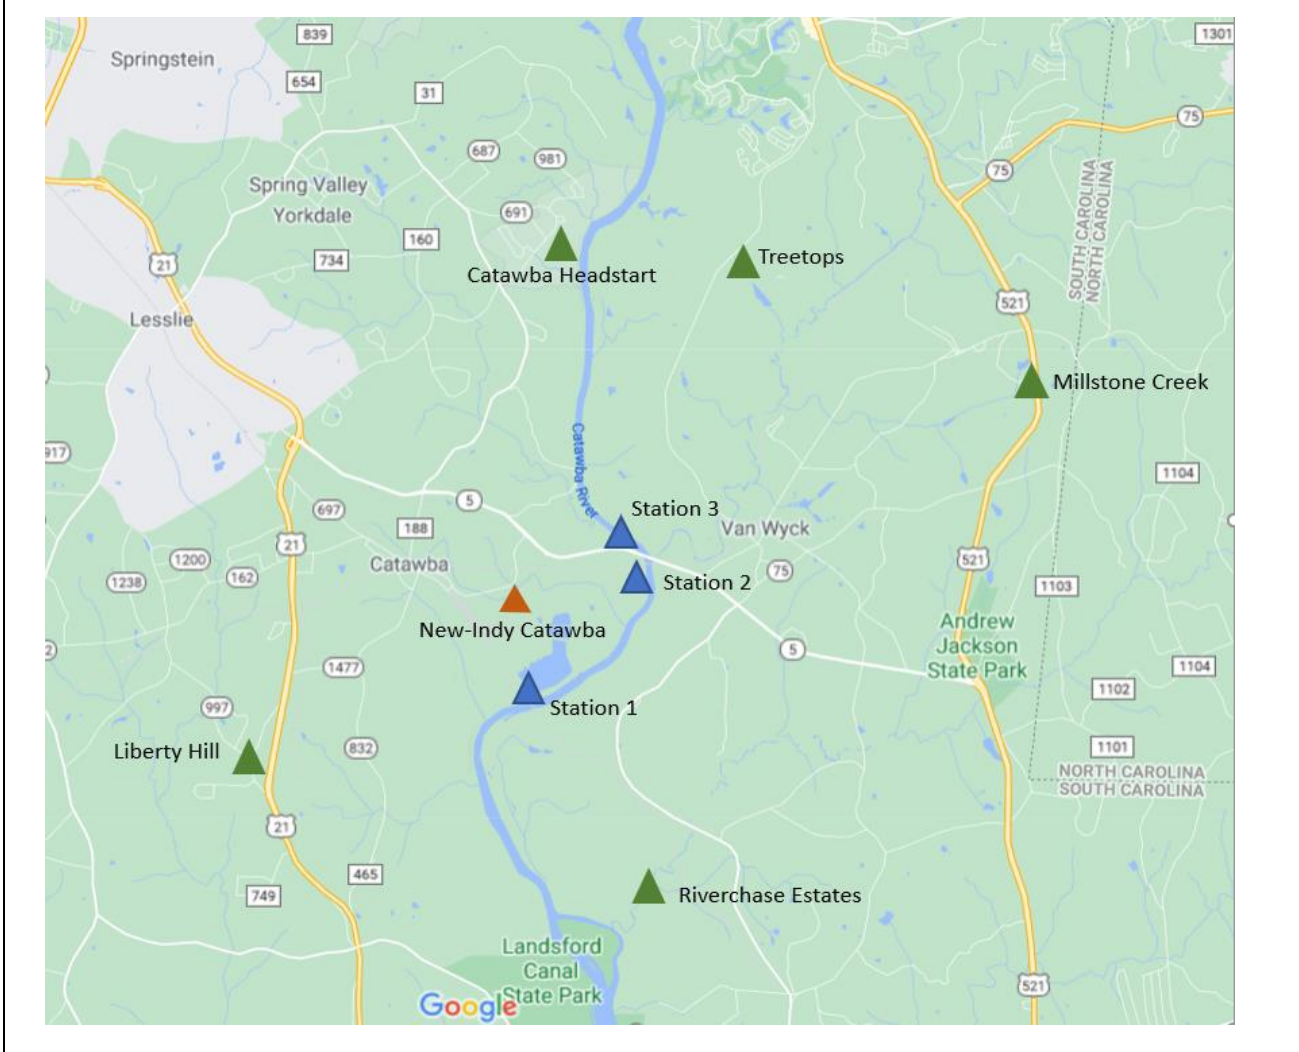 839
1301
Springstein
654
31
75
687
981
75
Spring Valley
Yorkdale
691
SOUTH CAROLINA
NORTH CAROLINA
160
734
21
Catawba Headstart
Treetops
521
Lesslie
Millstone Creek
Catawba River
917
1104
5
697
Station 3
188
Van Wyck
21
1200
Catawba
521
1238
162
75
Station 2
1103
New-Indy Catawba
Andrew
Jackson
State Park
2
5
1477
1104
1102
997
Station 1
Liberty Hill
832
1101
NORTH CAROLINA
SOUTH CAROLINA
21
465
749
Riverchase Estates
Landsford
Canal
State Park
Google
521